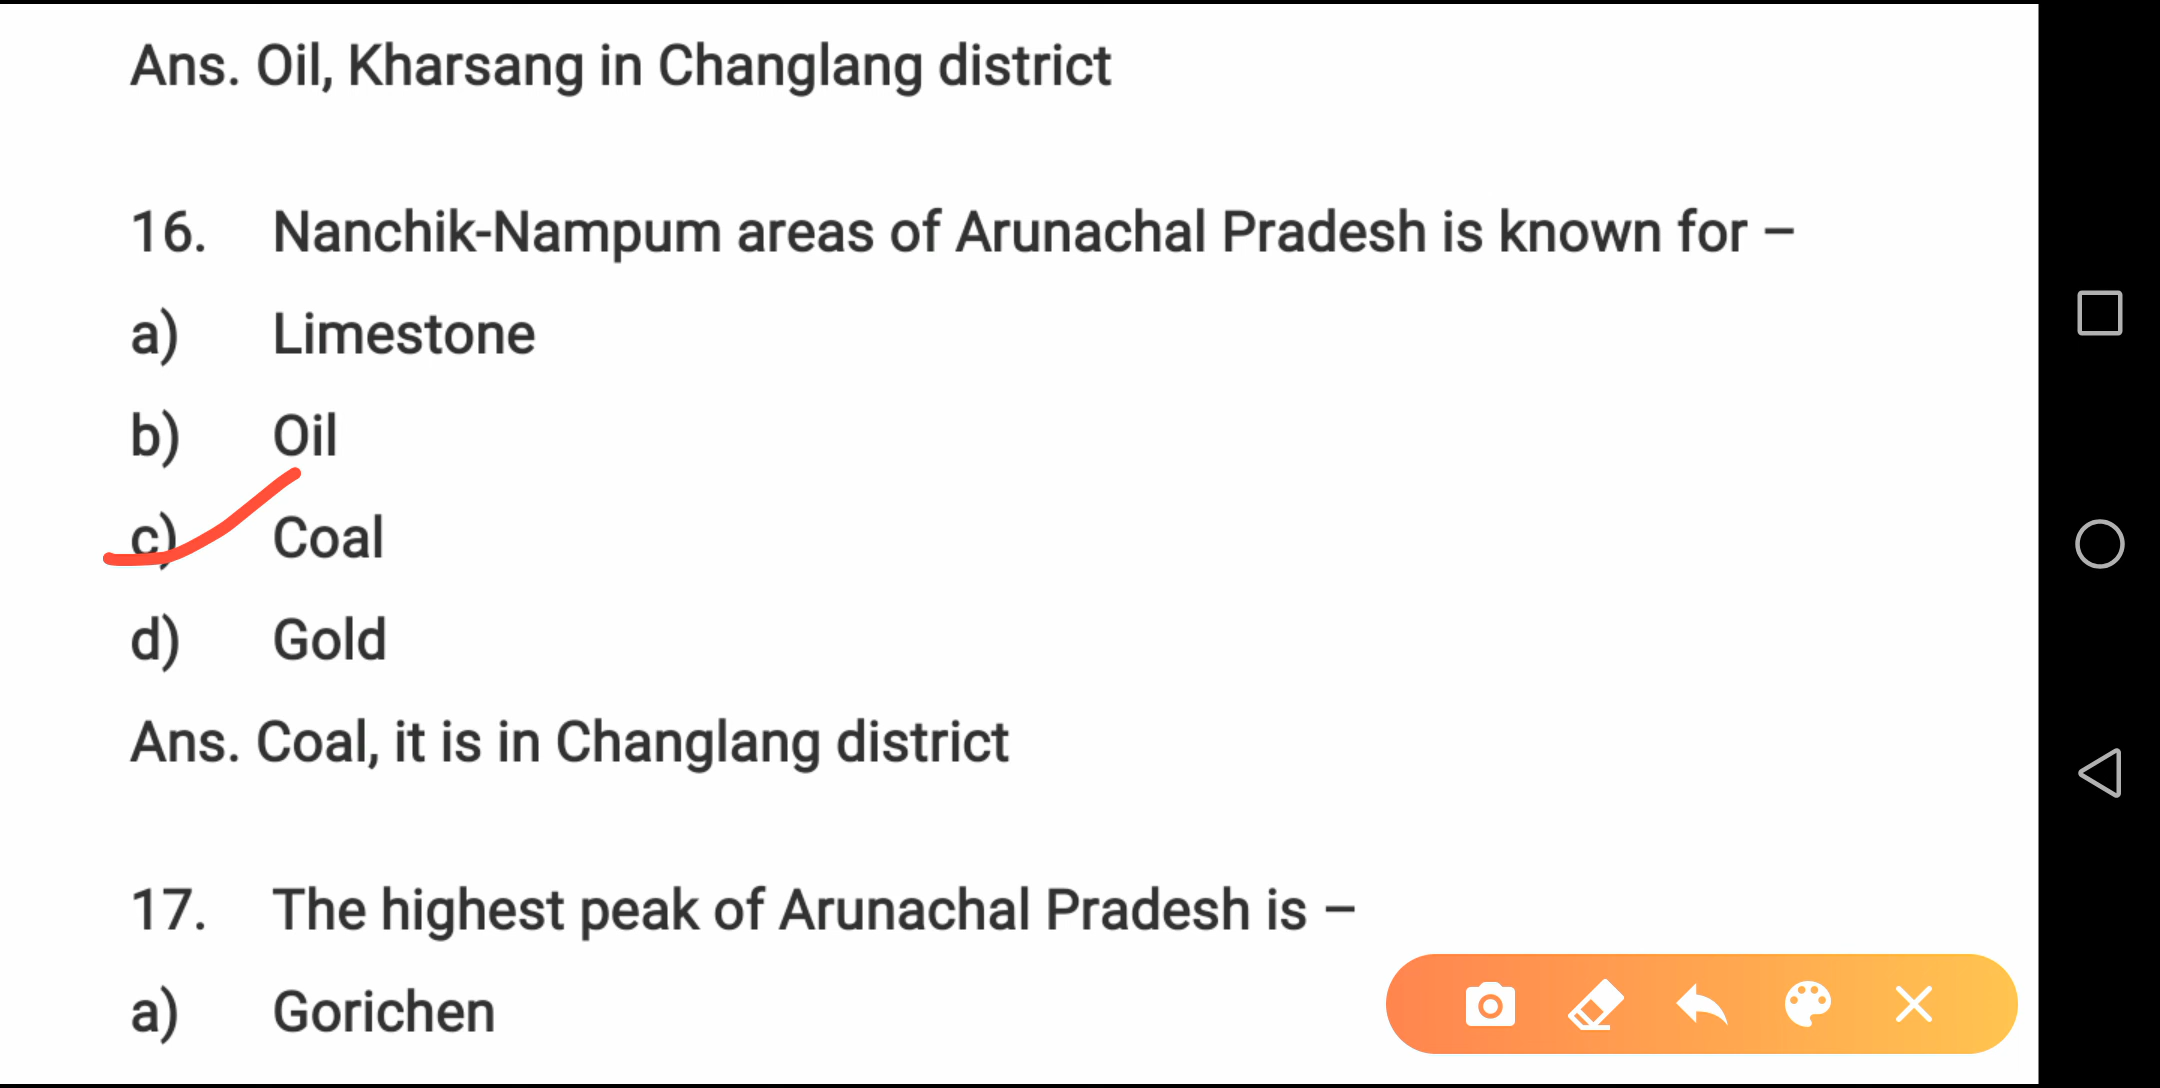 Ans. Oil, Kharsang in Changlang district
16. Nanchik-Nampum areas of Arunachal Pradesh is known for –
a) Limestone
b) Oil
c) Coal
d) Gold
Ans. Coal, it is in Changlang district
17. The highest peak of Arunachal Pradesh is –
a) Gorichen